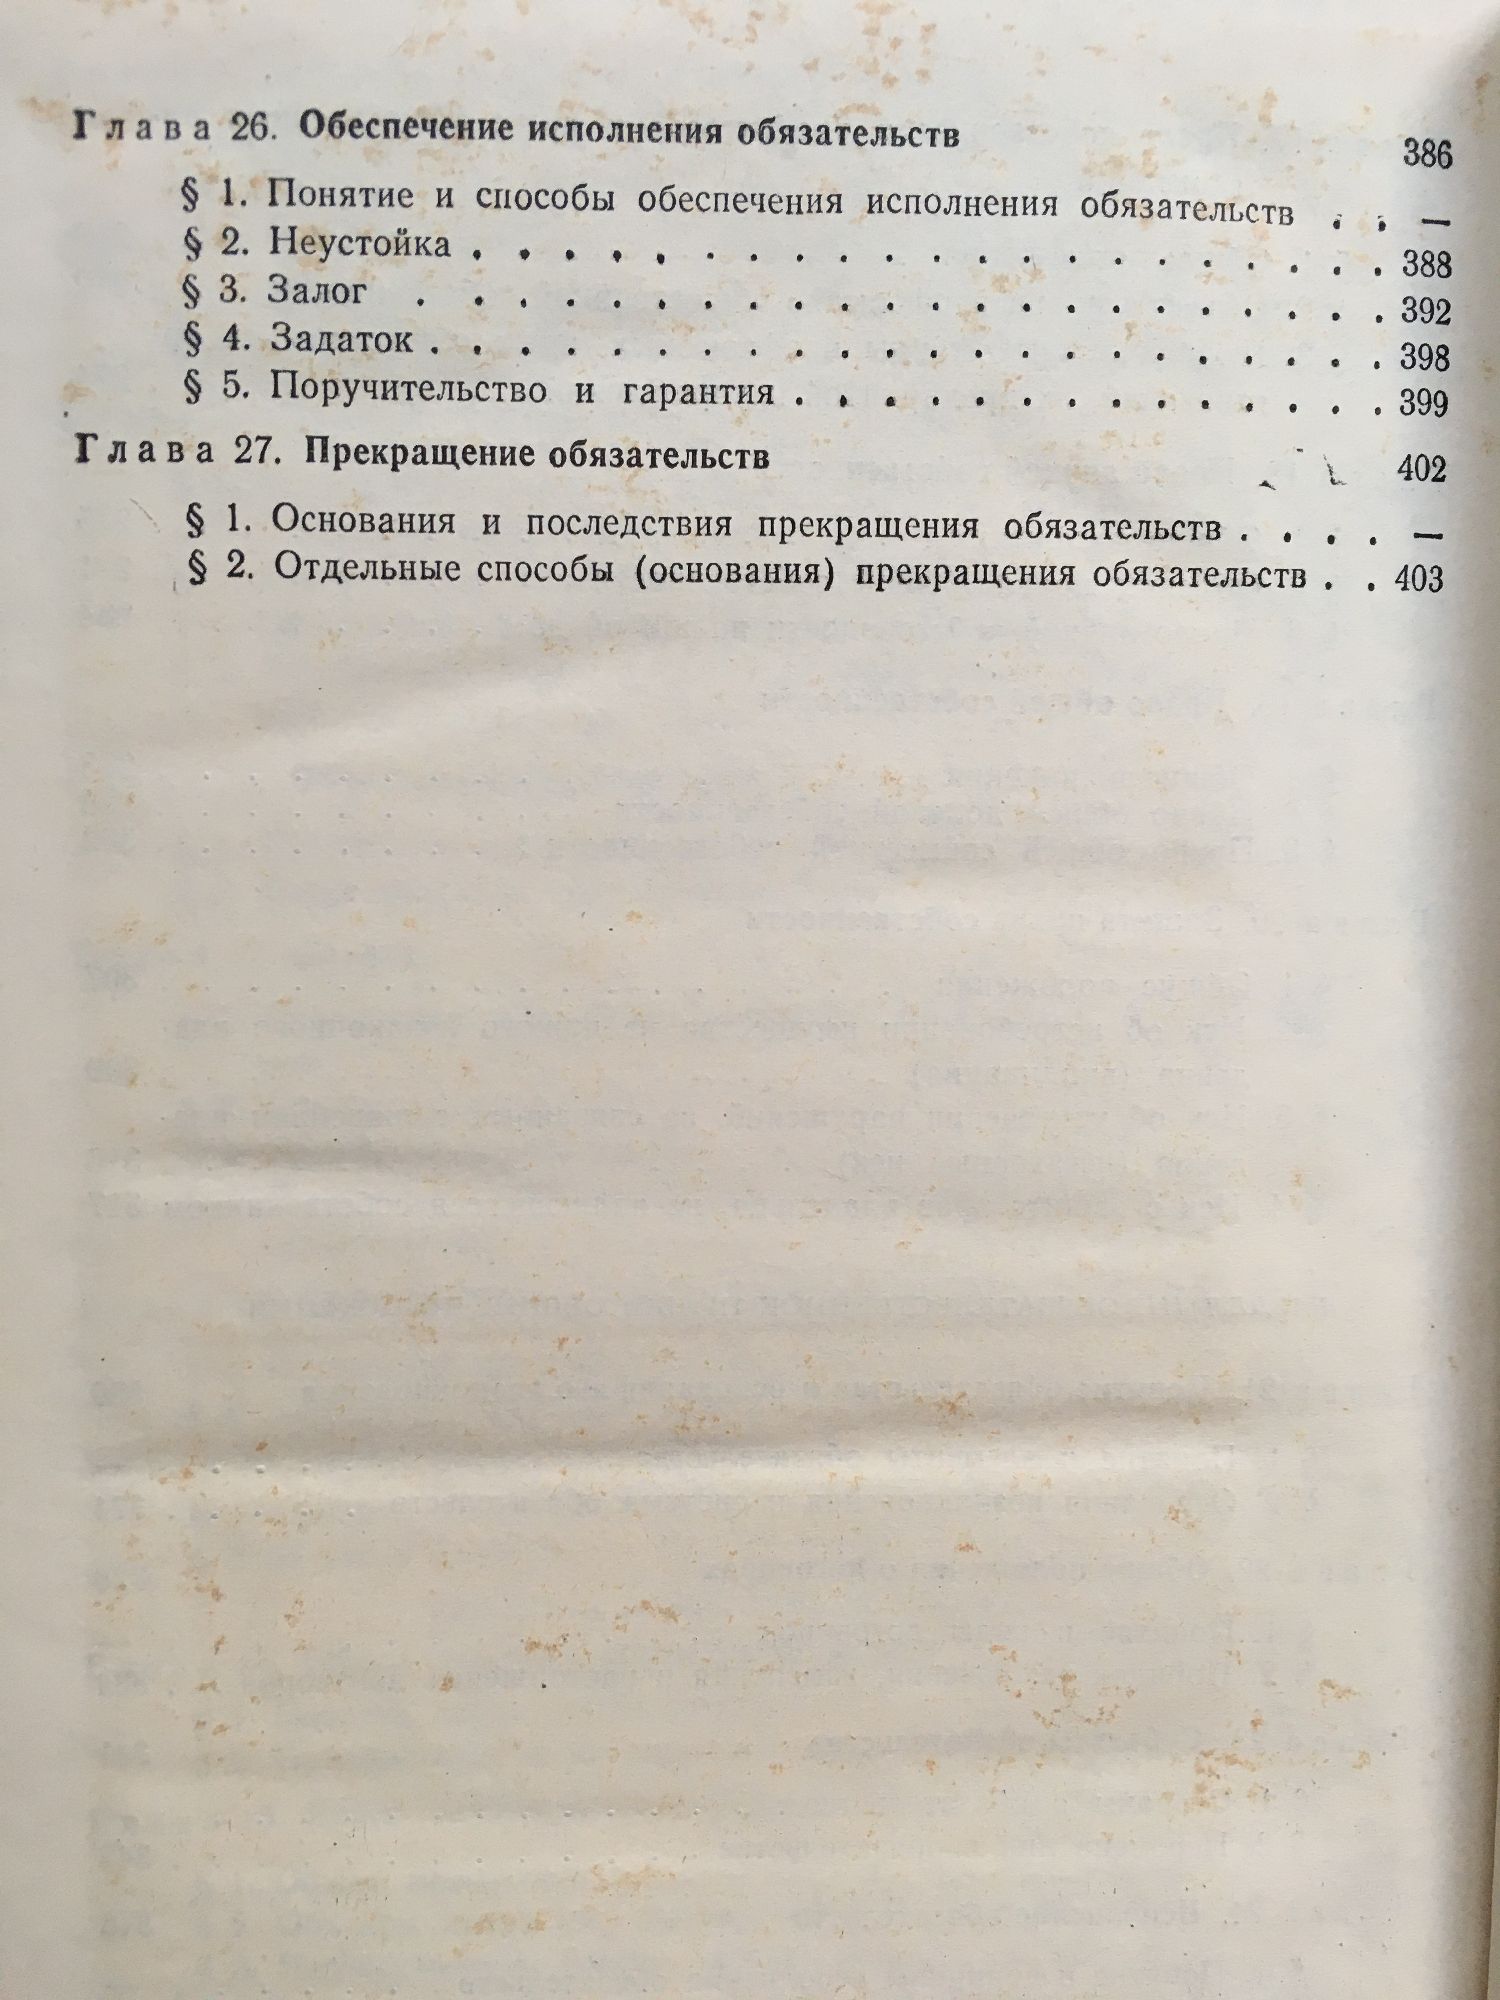 Глава 26. Обеспечение исполнения обязательств 386
§ 1. Понятие и способы обеспечения исполнения обязательств . . —
§ 2. Неустойка . . . . . . . . . . . . . . . . . . . . . 388
§ 3. Залог . . . . . . . . . . . . . . . . . . . . . . 392
§ 4. Задаток . . . . . . . . . . . . . . . . . . . . . . 398
§ 5. Поручительство и гарантия . . . . . . . . . . . . . . 399
Глава 27. Прекращение обязательств 402
§ 1. Основания и последствия прекращения обязательств . . . . —
§ 2. Отдельные способы (основания) прекращения обязательств . . 403